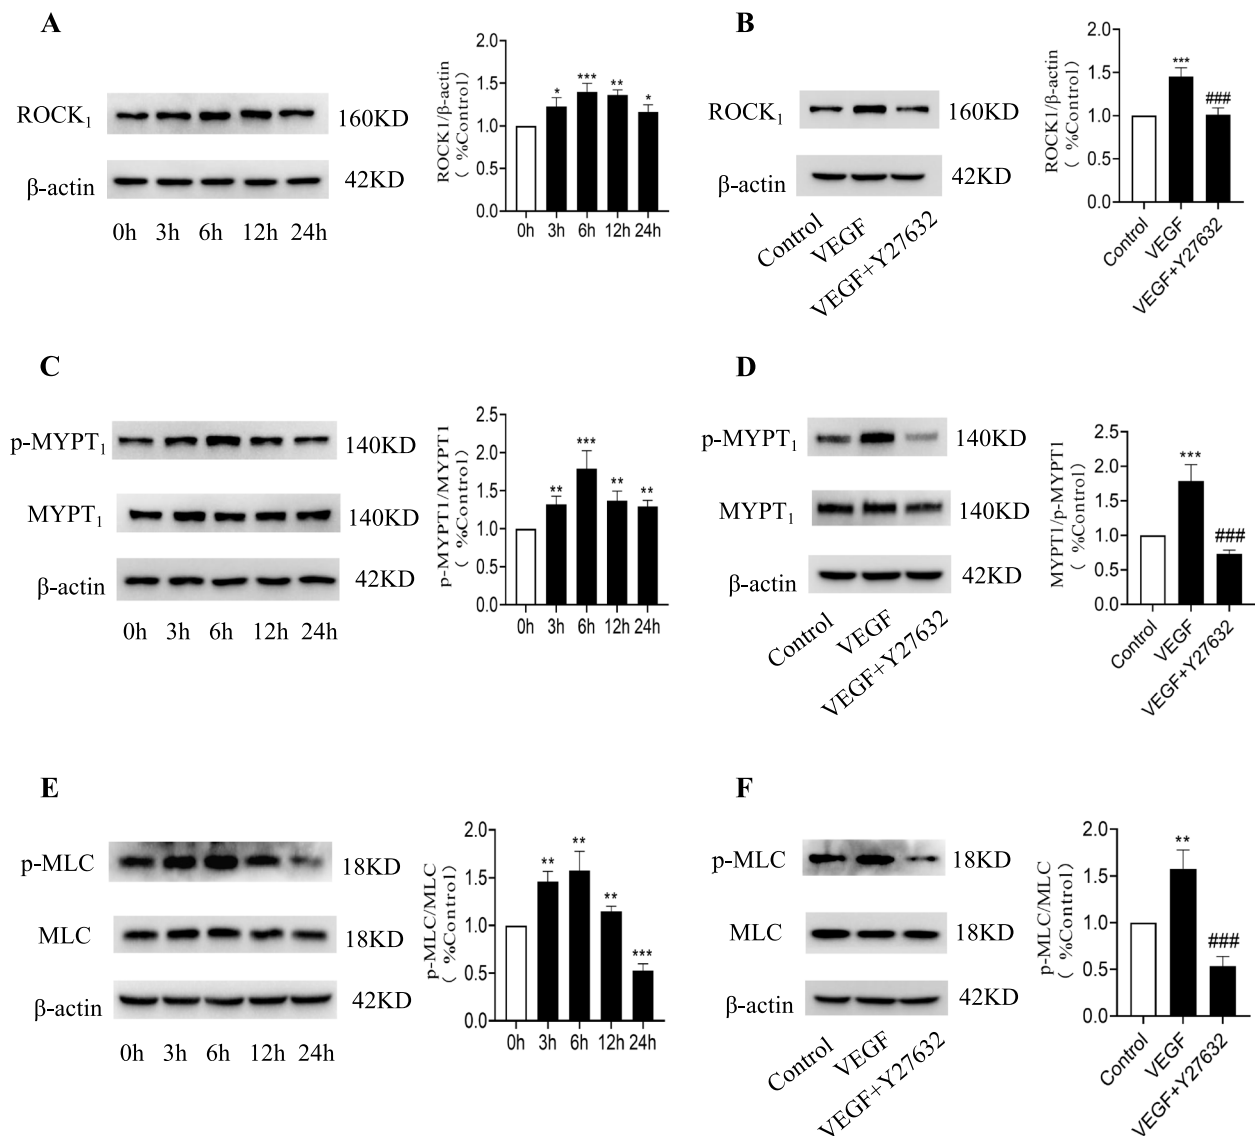 A
ROCK1
160KD
β-actin
42KD
0h 3h 6h 12h 24h
ROCK1/β-actin
( %Control)
2.0
1.5
1.0
0.5
0.0
* *** ** *
0h 3h 6h 12h 24h
B
ROCK1
160KD
β-actin
42KD
Control
VEGF
VEGF+Y27632
ROCK1/β-actin
( %Control)
2.0
1.5
1.0
0.5
0.0
***
###
Control
VEGF
VEGF+Y27632
C
p-MYPT1
140KD
MYPT1
140KD
β-actin
42KD
0h 3h 6h 12h 24h
p-MYPT1/MYPT1
( %Control)
2.5
2.0
1.5
1.0
0.5
0.0
** *** ** **
0h 3h 6h 12h 24h
D
p-MYPT1
140KD
MYPT1
140KD
β-actin
42KD
Control
VEGF
VEGF+Y27632
MYPT1/p-MYPT1
( %Control)
2.5
2.0
1.5
1.0
0.5
0.0
***
###
Control
VEGF
VEGF+Y27632
E
p-MLC
18KD
MLC
18KD
β-actin
42KD
0h 3h 6h 12h 24h
p-MLC/MLC
( %Control)
2.0
1.5
1.0
0.5
0.0
** ** ** ***
0h 3h 6h 12h 24h
F
p-MLC
18KD
MLC
18KD
β-actin
42KD
Control
VEGF
VEGF+Y27632
p-MLC/MLC
( %Control)
2.0
1.5
1.0
0.5
0.0
**
###
Control
VEGF
VEGF+Y27632